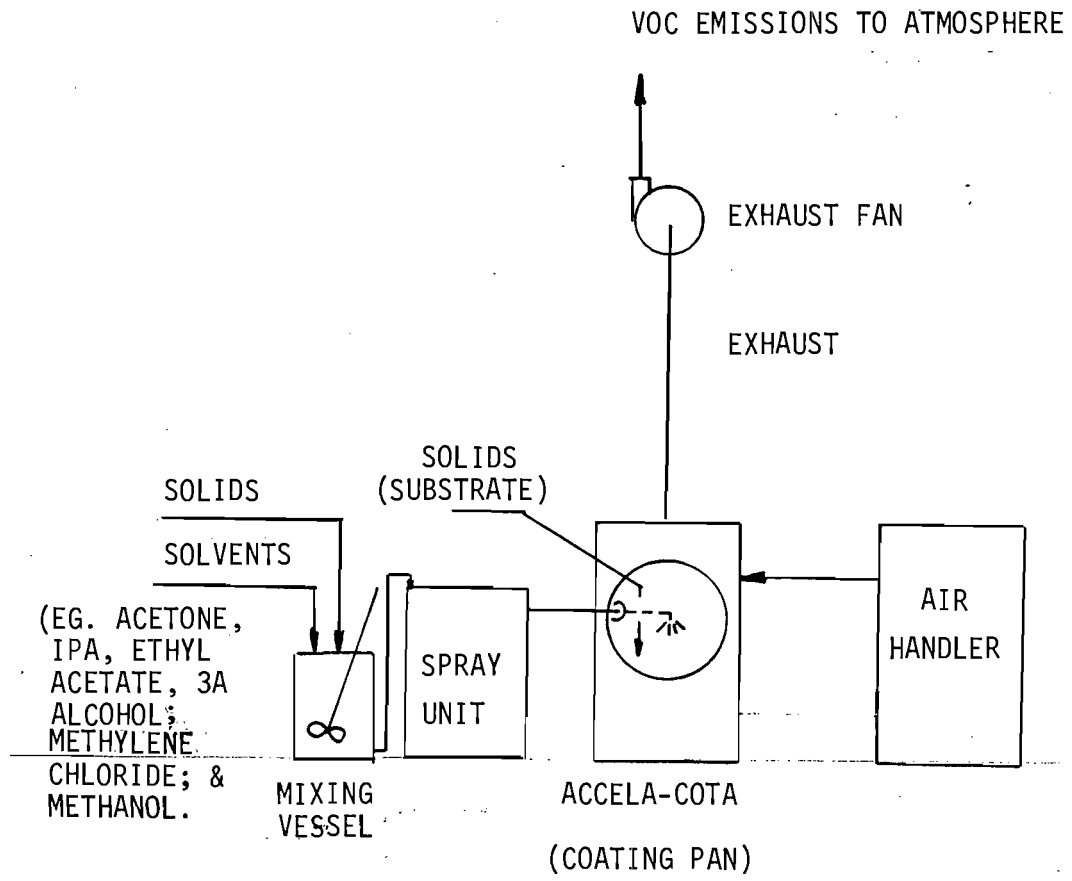 VOC EMISSIONS TO ATMOSPHERE
EXHAUST FAN
EXHAUST
SOLIDS
(SUBSTRATE)
SOLIDS
SOLVENTS
(EG. ACETONE,
IPA, ETHYL
ACETATE, 3A
ALCOHOL;
METHYLENE
CHLORIDE; &
METHANOL.
MIXING
VESSEL
SPRAY
UNIT
ACCELA-COTA
(COATING PAN)
AIR
HANDLER